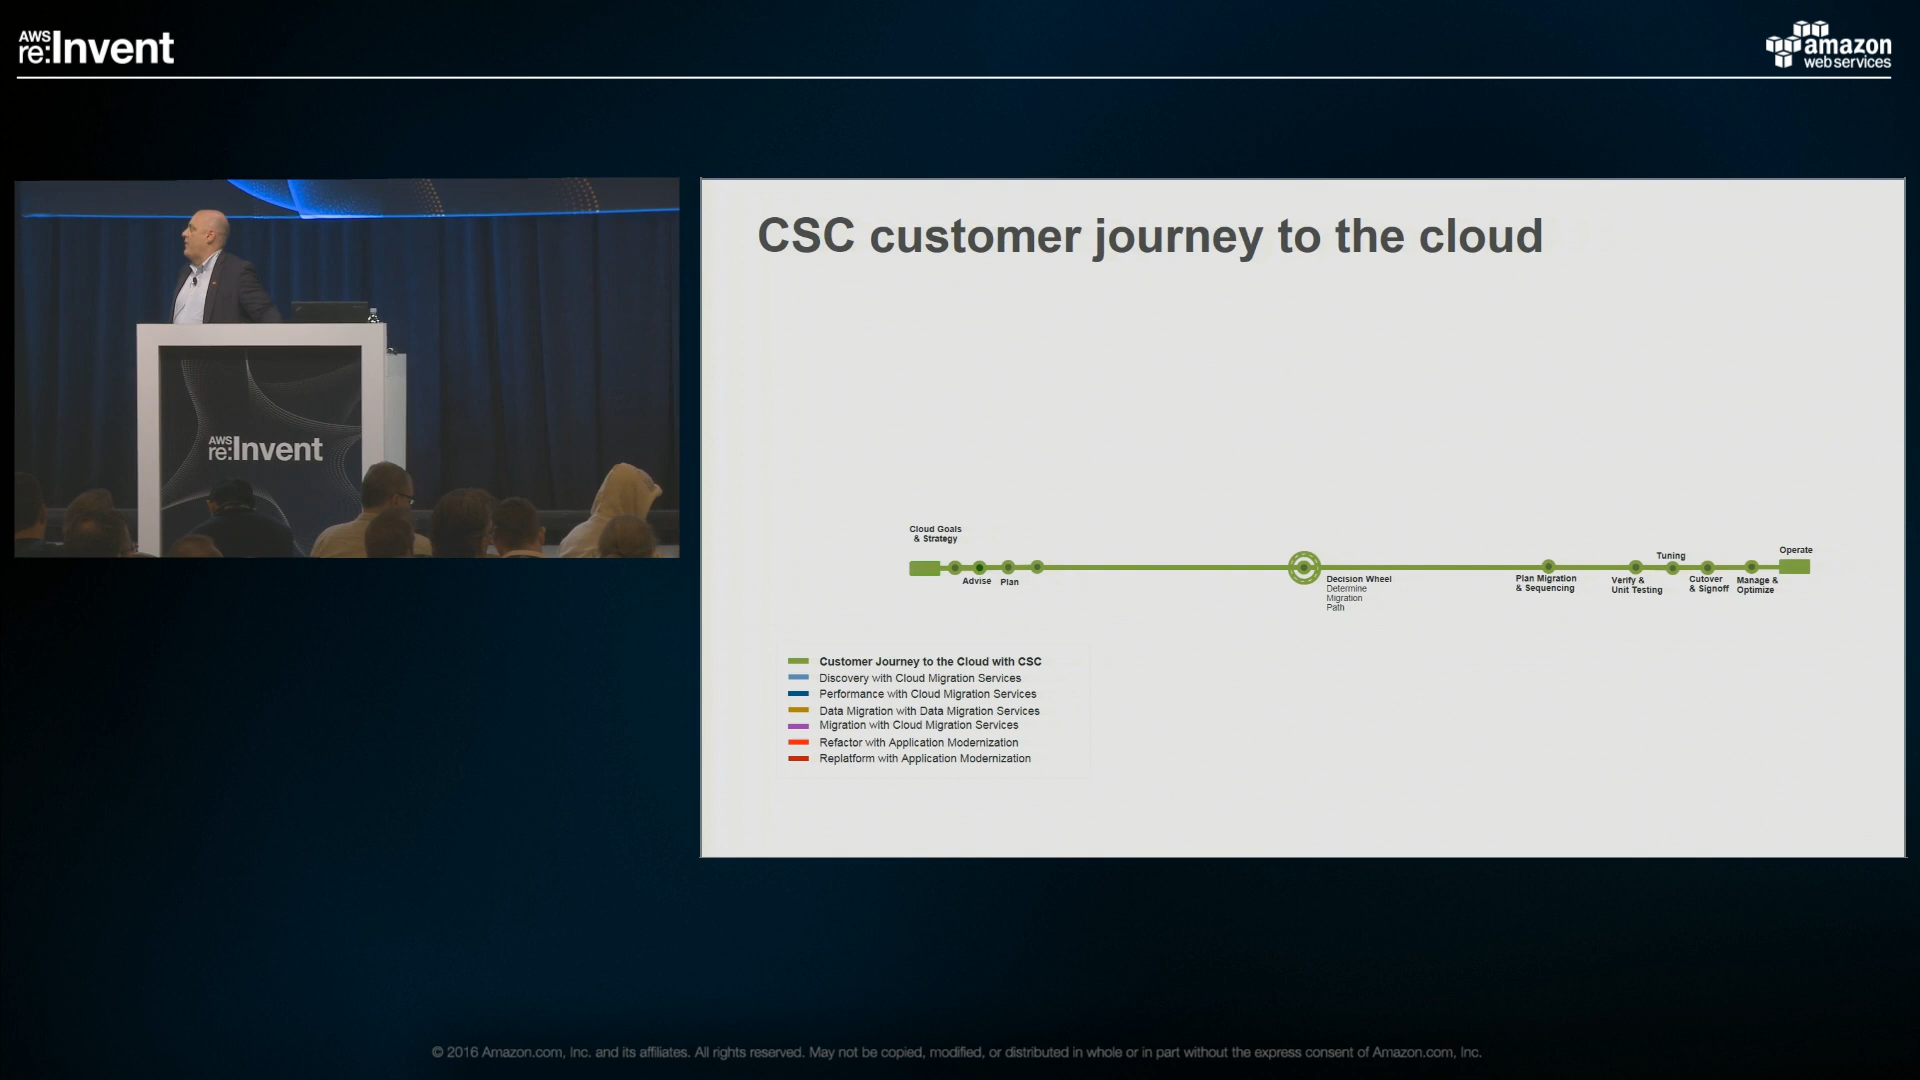 AWS
re:Invent
amazon
web services
AWS
re:Invent
CSC customer journey to the cloud
Cloud Goals
& Strategy
Advise
Plan
Decision Wheel
Determine
Migration
Path
Plan Migration
& Sequencing
Verify &
Unit Testing
Tuning
Cutover
& Signoff
Manage &
Optimize
Operate
Customer Journey to the Cloud with CSC
Discovery with Cloud Migration Services
Performance with Cloud Migration Services
Data Migration with Data Migration Services
Migration with Cloud Migration Services
Refactor with Application Modernization
Replatform with Application Modernization
© 2016 Amazon.com, Inc. and its affiliates. All rights reserved. May not be copied, modified, or distributed in whole or in part without the express consent of Amazon.com, Inc.